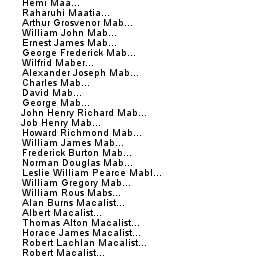 Hemi Maa...
Raharuhi Maatia...
Arthur Grosvenor Mab...
William John Mab...
Ernest James Mab...
George Frederick Mab...
Wilfrid Maber...
Alexander Joseph Mab...
Charles Mab...
David Mab...
George Mab...
John Henry Richard Mab...
Job Henry Mab...
Howard Richmond Mab...
William James Mab...
Frederick Burton Mab...
Norman Douglas Mab...
Leslie William Pearce Mabl...
William Gregory Mab...
William Rous Mabs...
Alan Burns Macalist...
Albert Macalist...
Thomas Alton Macalist...
Horace James Macalist...
Robert Lachlan Macalist...
Robert Macalist...